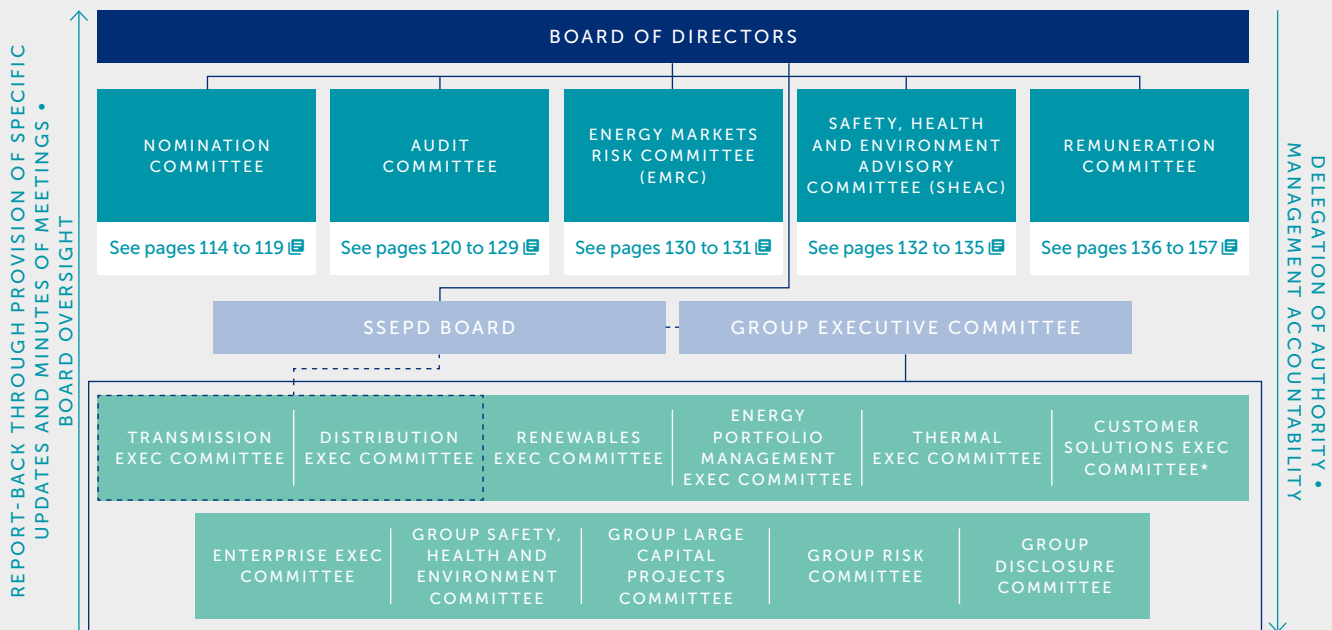 REPORT-BACK THROUGH PROVISION OF SPECIFIC
UPDATES AND MINUTES OF MEETINGS •
BOARD OVERSIGHT
BOARD OF DIRECTORS
NOMINATION
COMMITTEE
See pages 114 to 119
AUDIT
COMMITTEE
See pages 120 to 129
ENERGY MARKETS
RISK COMMITTEE
(EMRC)
See pages 130 to 131
SAFETY, HEALTH
AND ENVIRONMENT
ADVISORY
COMMITTEE (SHEAC)
See pages 132 to 135
REMUNERATION
COMMITTEE
See pages 136 to 157
SSEPD BOARD
GROUP EXECUTIVE COMMITTEE
TRANSMISSION
EXEC COMMITTEE
DISTRIBUTION
EXEC COMMITTEE
RENEWABLES
EXEC COMMITTEE
ENERGY
PORTFOLIO
MANAGEMENT
EXEC COMMITTEE
THERMAL
EXEC COMMITTEE
CUSTOMER
SOLUTIONS EXEC
COMMITTEE*
ENTERPRISE EXEC
COMMITTEE
GROUP SAFETY,
HEALTH AND
ENVIRONMENT
COMMITTEE
GROUP LARGE
CAPITAL
PROJECTS
COMMITTEE
GROUP RISK
COMMITTEE
GROUP
DISCLOSURE
COMMITTEE
DELEGATION OF AUTHORITY •
MANAGEMENT ACCOUNTABILITY